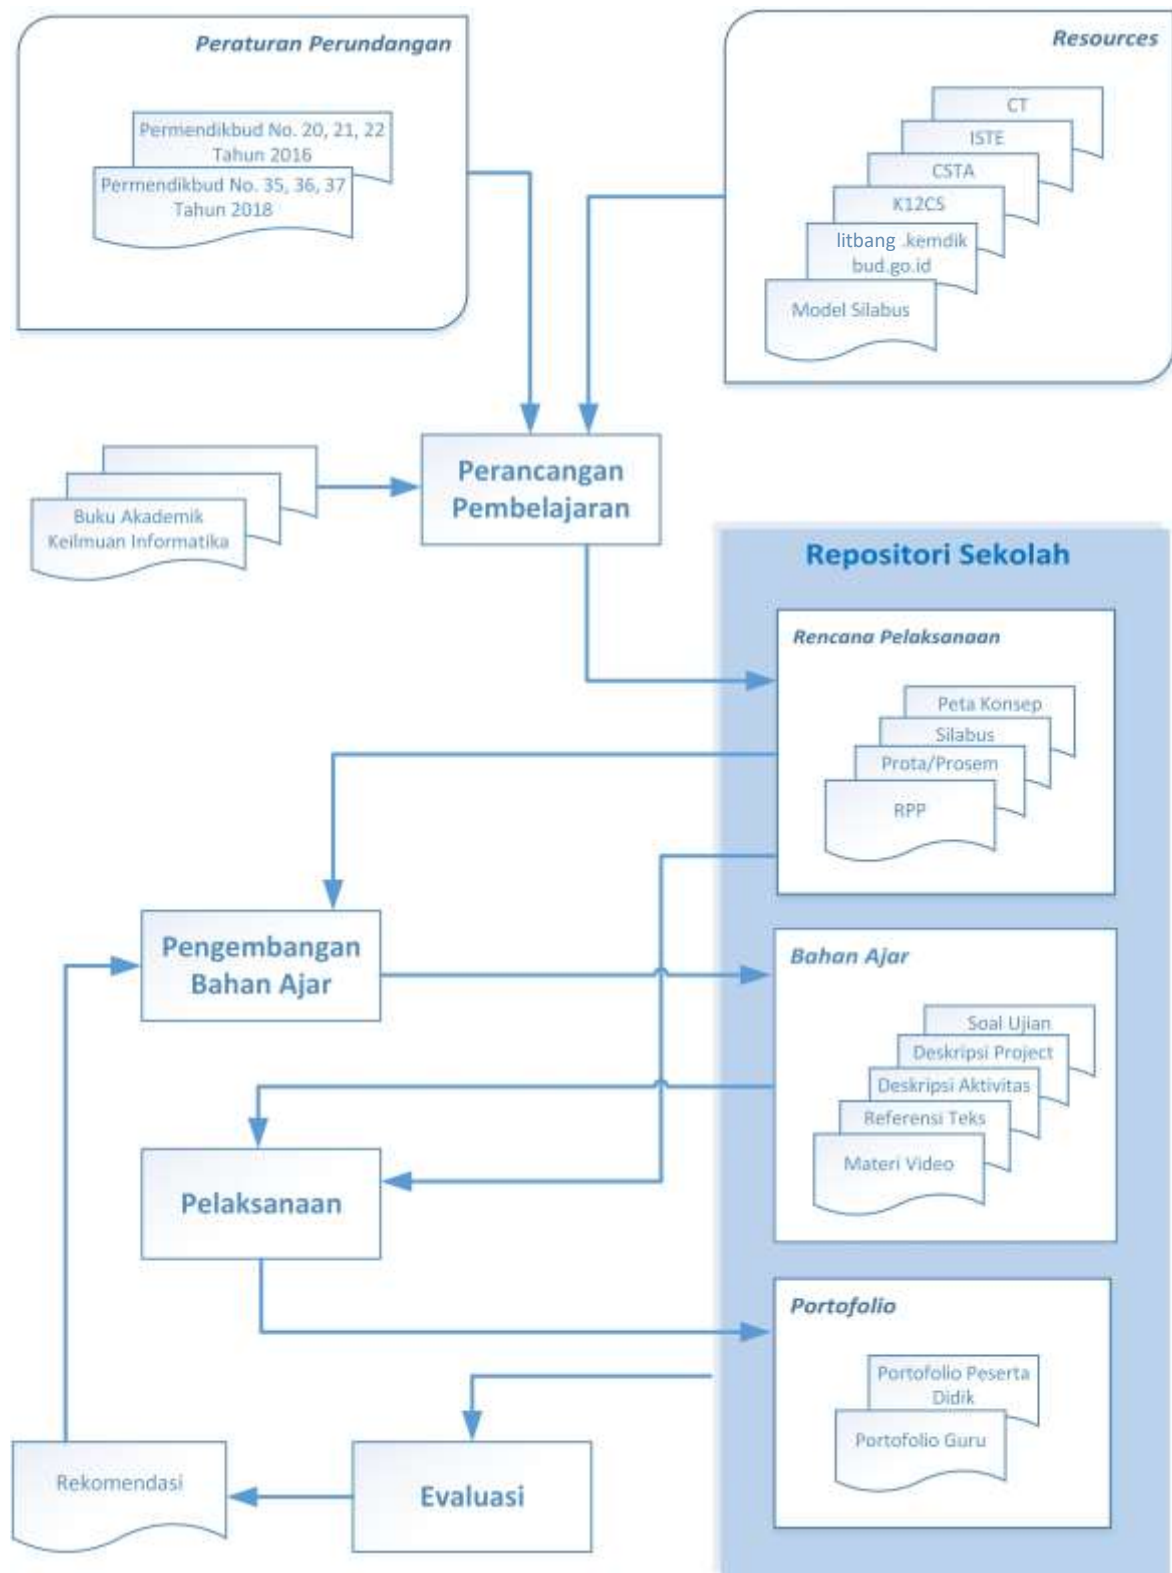 Peraturan Perundangan
Permendikbud No. 20, 21, 22
Tahun 2016
Permendikbud No. 35, 36, 37
Tahun 2018
Resources
CT
ISTE
CSTA
K12CS
litbang .kemdik
bud.go.id
Model Silabus
Buku Akademik
Keilmuan Informatika
Perancangan
Pembelajaran
Repositori Sekolah
Rencana Pelaksanaan
Peta Konsep
Silabus
Prota/Prosem
RPP
Pengembangan
Bahan Ajar
Bahan Ajar
Soal Ujian
Deskripsi Project
Deskripsi Aktivitas
Referensi Teks
Materi Video
Pelaksanaan
Portofolio
Portofolio Peserta
Didik
Portofolio Guru
Rekomendasi
Evaluasi